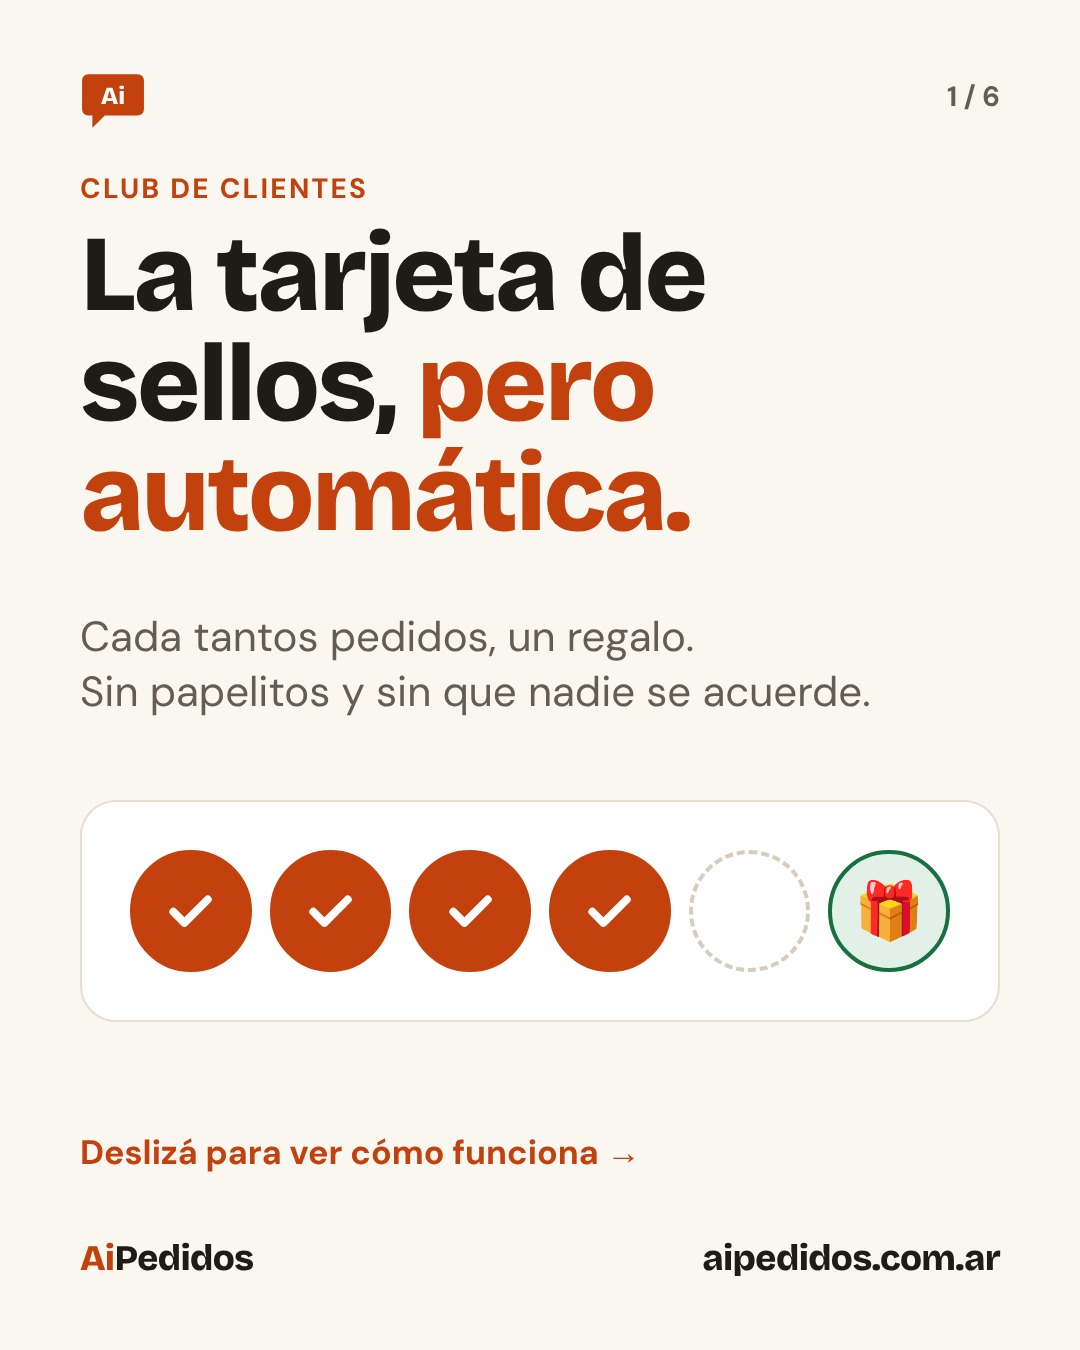 Ai
1 / 6
CLUB DE CLIENTES
La tarjeta de
sellos, pero
automática.
Cada tantos pedidos, un regalo.
Sin papelitos y sin que nadie se acuerde.
Deslizá para ver cómo funciona →
AiPedidos
aipedidos.com.ar